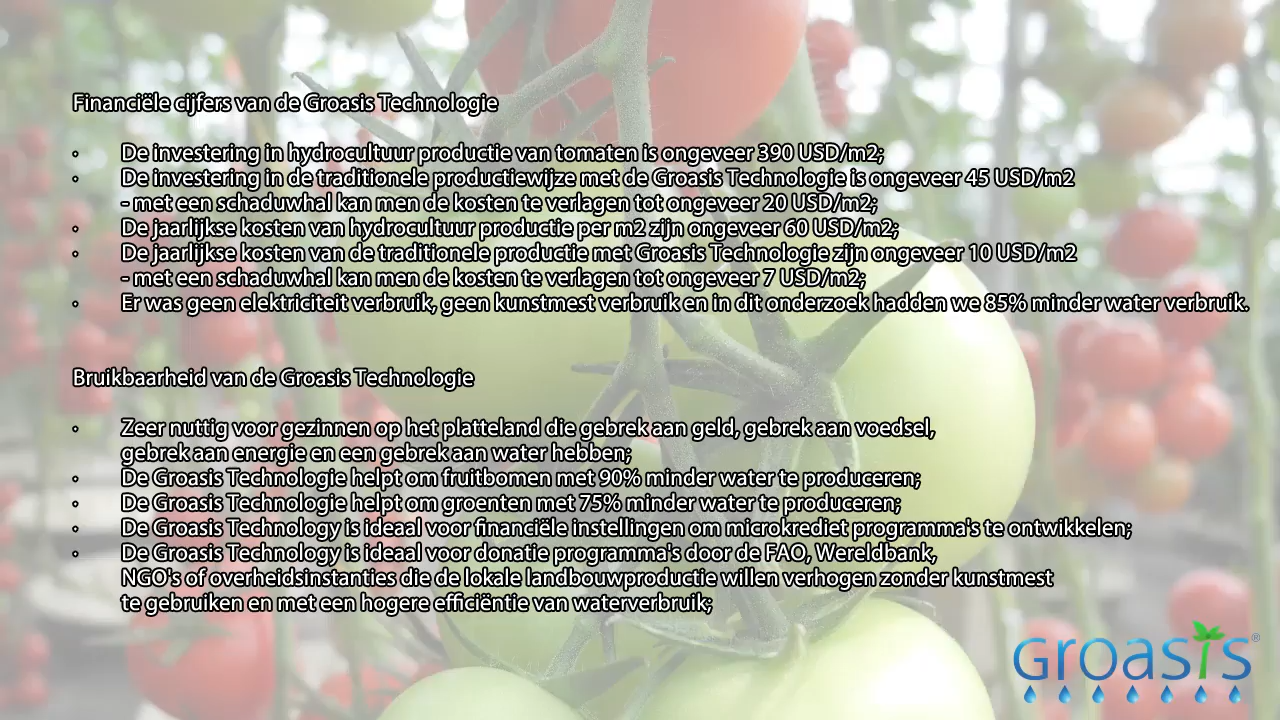 Financiële cijfers van de Groasis Technologie
• De investering in hydrocultuur productie van tomaten is ongeveer 390 USD/m2;
• De investering in de traditionele productiewijze met de Groasis Technologie is ongeveer 45 USD/m2
- met een schaduwhal kan men de kosten te verlagen tot ongeveer 20 USD/m2;
• De jaarlijkse kosten van hydrocultuur productie per m2 zijn ongeveer 60 USD/m2;
• De jaarlijkse kosten van de traditionele productie met Groasis Technologie zijn ongeveer 10 USD/m2
- met een schaduwhal kan men de kosten te verlagen tot ongeveer 7 USD/m2;
• Er was geen elektriciteit verbruik, geen kunstmest verbruik en in dit onderzoek hadden we 85% minder water verbruik.
Bruikbaarheid van de Groasis Technologie
• Zeer nuttig voor gezinnen op het platteland die gebrek aan geld, gebrek aan voedsel,
gebrek aan energie en een gebrek aan water hebben;
• De Groasis Technologie helpt om fruitbomen met 90% minder water te produceren;
• De Groasis Technologie helpt om groenten met 75% minder water te produceren;
• De Groasis Technology is ideaal voor financiële instellingen om microkrediet programma's te ontwikkelen;
• De Groasis Technology is ideaal voor donatie programma's door de FAO, Wereldbank,
NGO's of overheidsinstanties die de lokale landbouwproductie willen verhogen zonder kunstmest
te gebruiken en met een hogere efficiëntie van waterverbruik;
GROASIS®